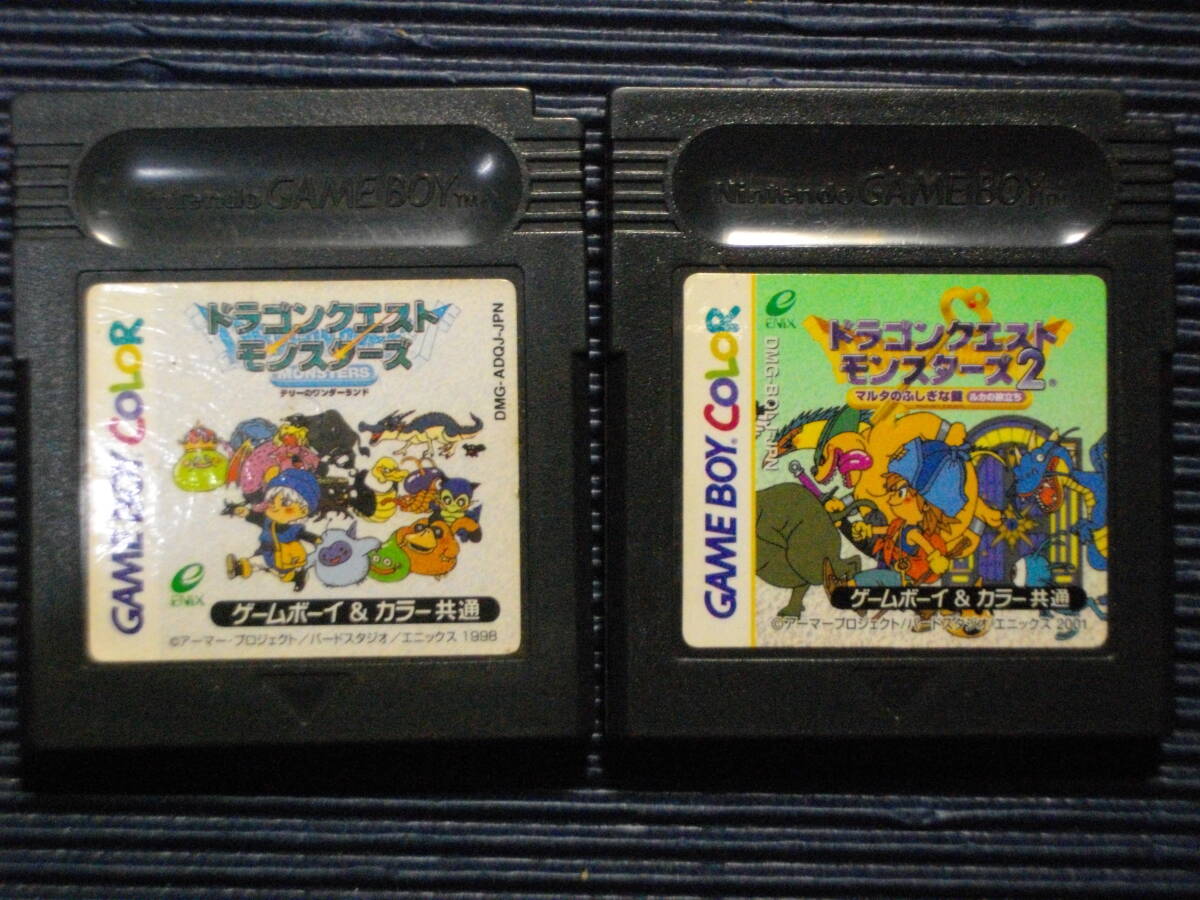 Nintendo GAME BOY TM
GAME BOY COLOR
ドラゴンクエスト
モンスターズ
MONSTERS
テリーのワンダーランド
DMG-ADQJ-JPN
ENIX
ゲームボーイ & カラー共通
©アーマー・プロジェクト/バードスタジオ/エニックス 1998
Nintendo GAME BOY TM
GAME BOY COLOR
ENIX
ドラゴンクエスト
モンスターズ2
マルタのふしぎな鍵 ルカの旅立ち
ゲームボーイ & カラー共通
©アーマー・プロジェクト/バードスタジオ/エニックス 2001